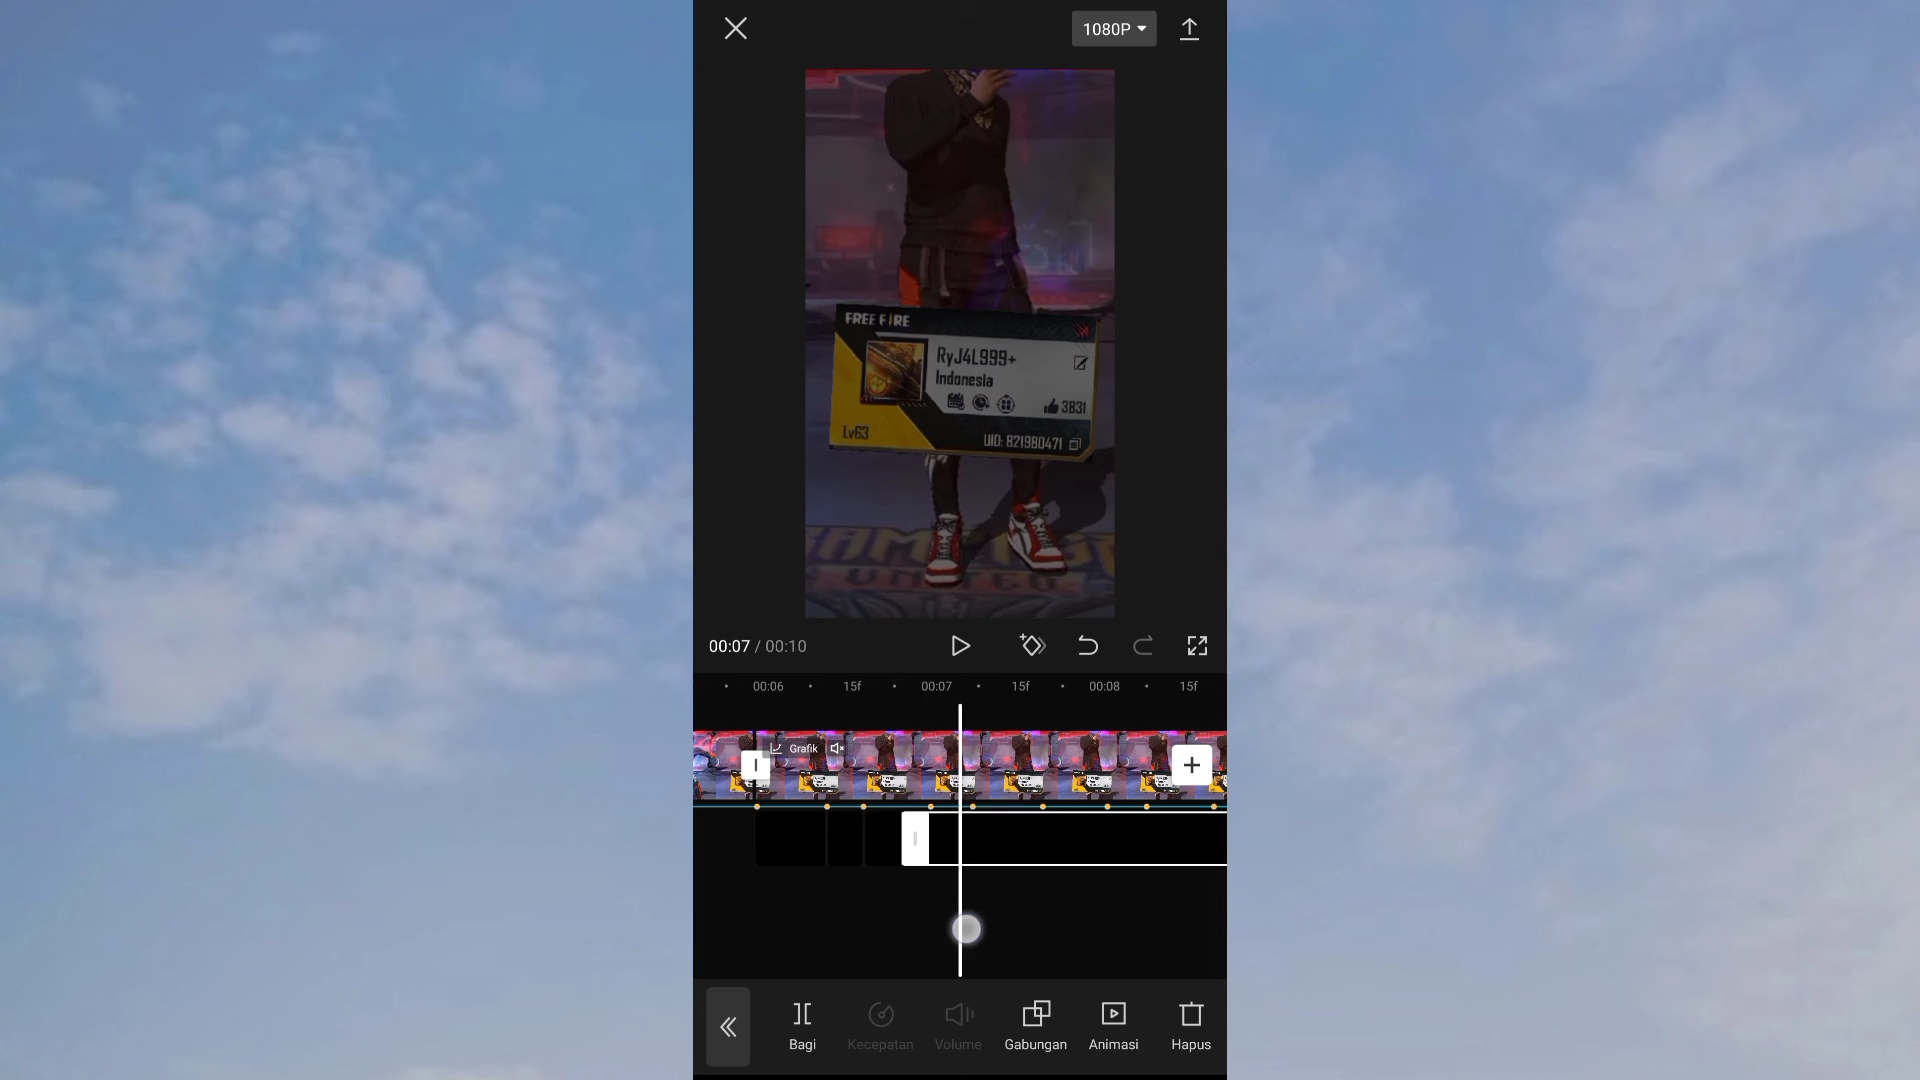 1080P
FREE FIRE
RyJ4L999+
Indonesia
3831
Lv63
UID: 821980471
UNITED
00:07 / 00:10
00:06 15f 00:07 15f 00:08 15f
Grafik
Bagi Kecepatan Volume Gabungan Animasi Hapus